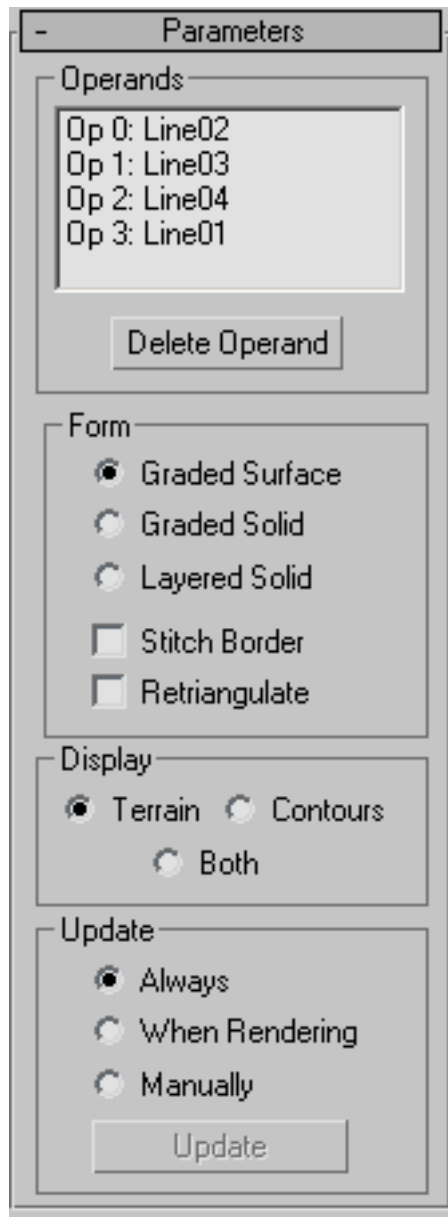 - Parameters
Operands
Op 0: Line02
Op 1: Line03
Op 2: Line04
Op 3: Line01
Delete Operand
Form
Graded Surface
Graded Solid
Layered Solid
Stitch Border
Retriangulate
Display
Terrain Contours
Both
Update
Always
When Rendering
Manually
Update